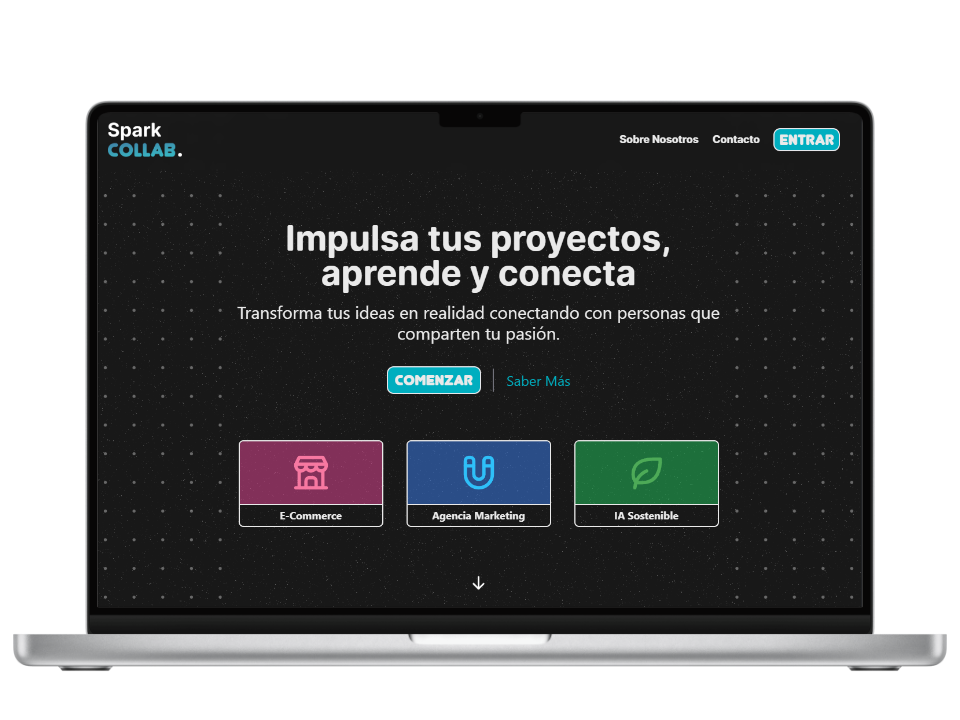 Spark
COLLAB.
Sobre Nosotros
Contacto
ENTRAR
Impulsa tus proyectos,
aprende y conecta
Transforma tus ideas en realidad conectando con personas que
comparten tu pasión.
COMENZAR
Saber Más
E-Commerce
Agencia Marketing
IA Sostenible